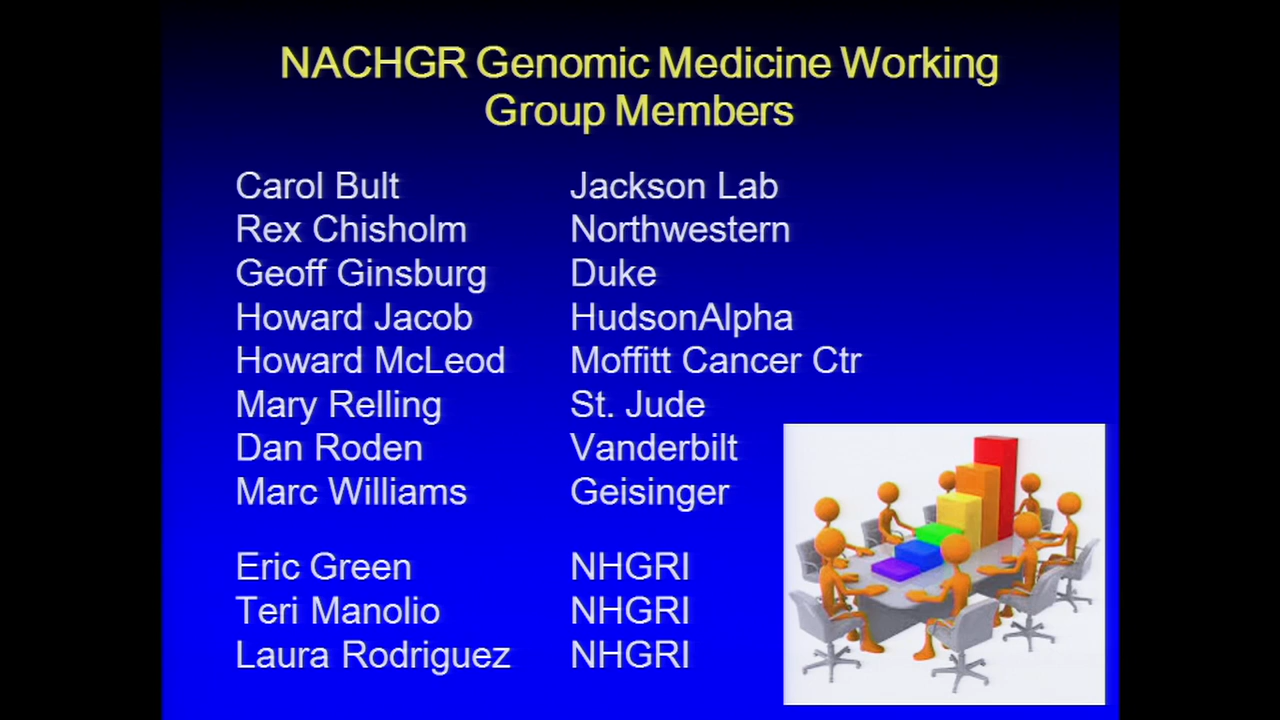 NACHGR Genomic Medicine Working
Group Members
Carol Bult Jackson Lab
Rex Chisholm Northwestern
Geoff Ginsburg Duke
Howard Jacob HudsonAlpha
Howard McLeod Moffitt Cancer Ctr
Mary Relling St. Jude
Dan Roden Vanderbilt
Marc Williams Geisinger
Eric Green NHGRI
Teri Manolio NHGRI
Laura Rodriguez NHGRI